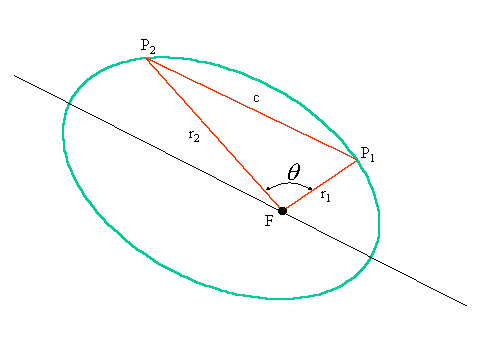 P₂
c
P₁
r₂
θ
r₁
F